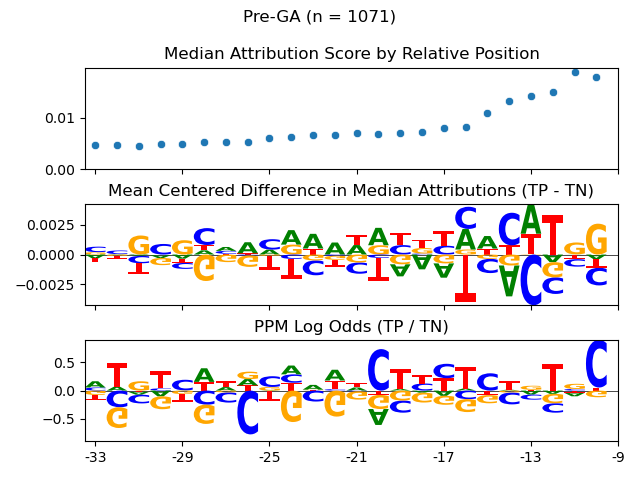 Pre-GA (n = 1071)
Median Attribution Score by Relative Position
0.01
0.00
Mean Centered Difference in Median Attributions (TP - TN)
0.0025
0.0000
−0.0025
PPM Log Odds (TP / TN)
0.5
0.0
−0.5
-33 -29 -25 -21 -17 -13 -9